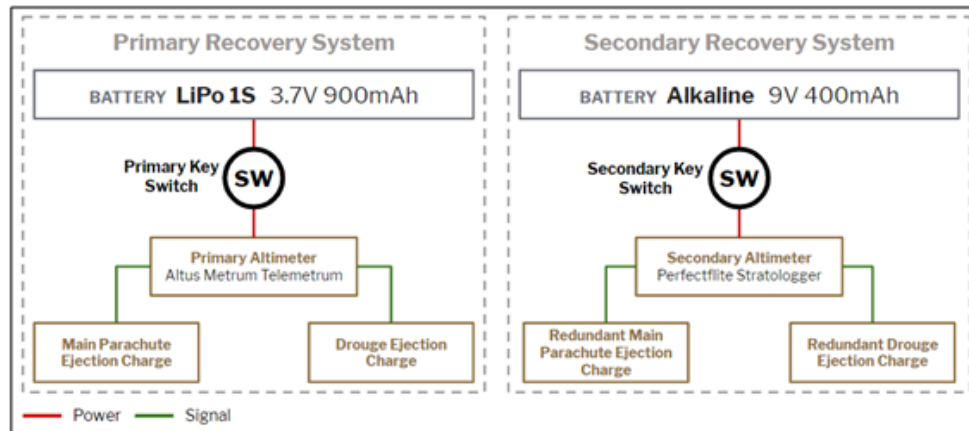 Primary Recovery System
BATTERY LiPo 1S 3.7V 900mAh
Primary Key
Switch
SW
Primary Altimeter
Altus Metrum Telemetrum
Main Parachute
Ejection Charge
Drouge Ejection
Charge
Secondary Recovery System
BATTERY Alkaline 9V 400mAh
Secondary Key
Switch
SW
Secondary Altimeter
Perfectflite Stratologger
Redundant Main
Parachute Ejection
Charge
Redundant Drouge
Ejection Charge
Power
Signal